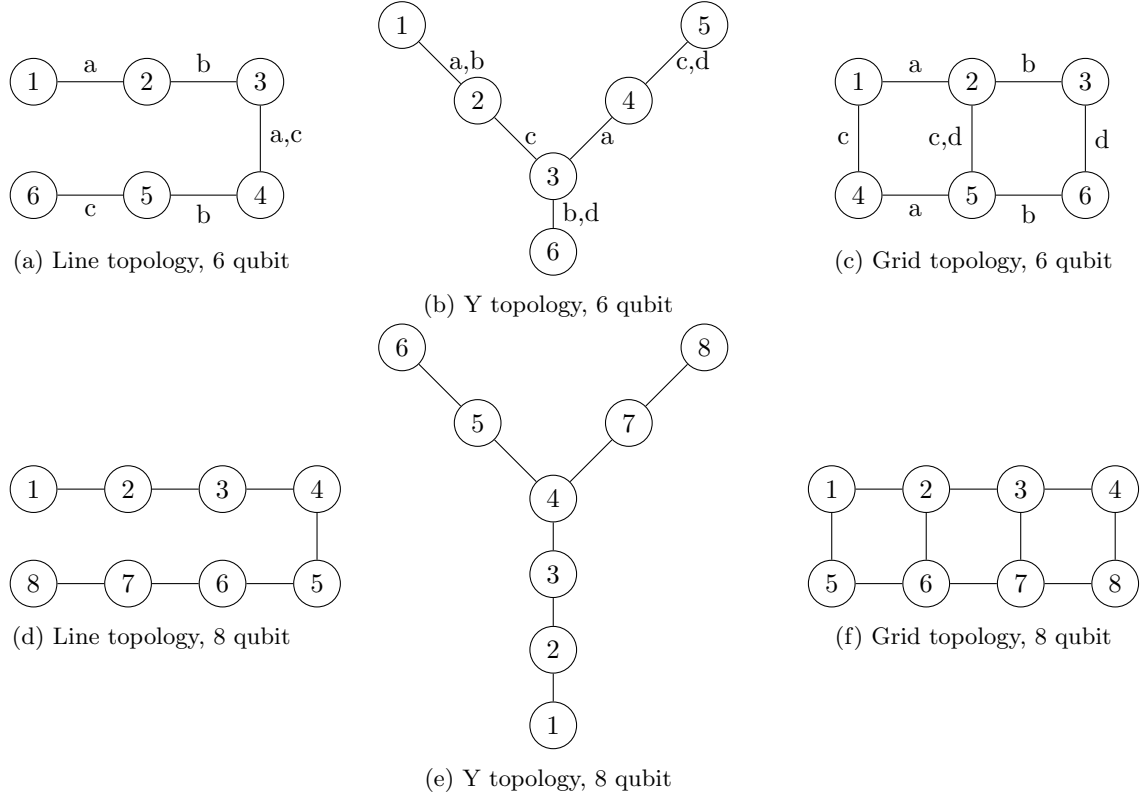 1 a 2 b 3
a,c
6 c 5 b 4
(a) Line topology, 6 qubit
1 5
a,b c,d
2 4
c a
3
b,d
6
(b) Y topology, 6 qubit
1 a 2 b 3
c c,d d
4 a 5 b 6
(c) Grid topology, 6 qubit
1 2 3 4
8 7 6 5
(d) Line topology, 8 qubit
6 8
5 7
4
3
2
1
(e) Y topology, 8 qubit
1 2 3 4
5 6 7 8
(f) Grid topology, 8 qubit